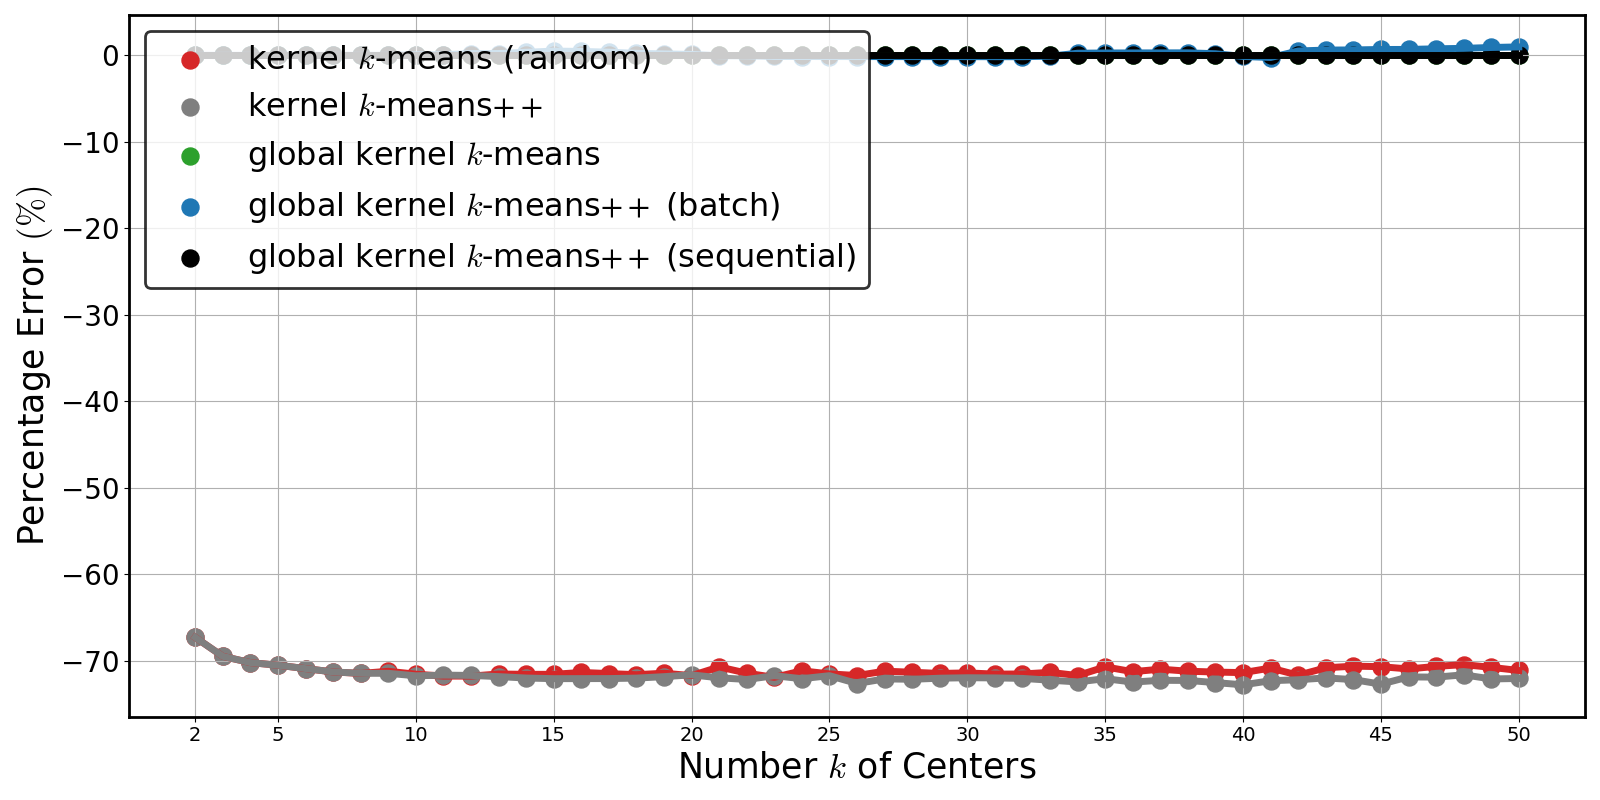 kernel k-means (random)
kernel k-means++
global kernel k-means
global kernel k-means++ (batch)
global kernel k-means++ (sequential)
Percentage Error (%)
0
−10
−20
−30
−40
−50
−60
−70
2 5 10 15 20 25 30 35 40 45 50
Number k of Centers